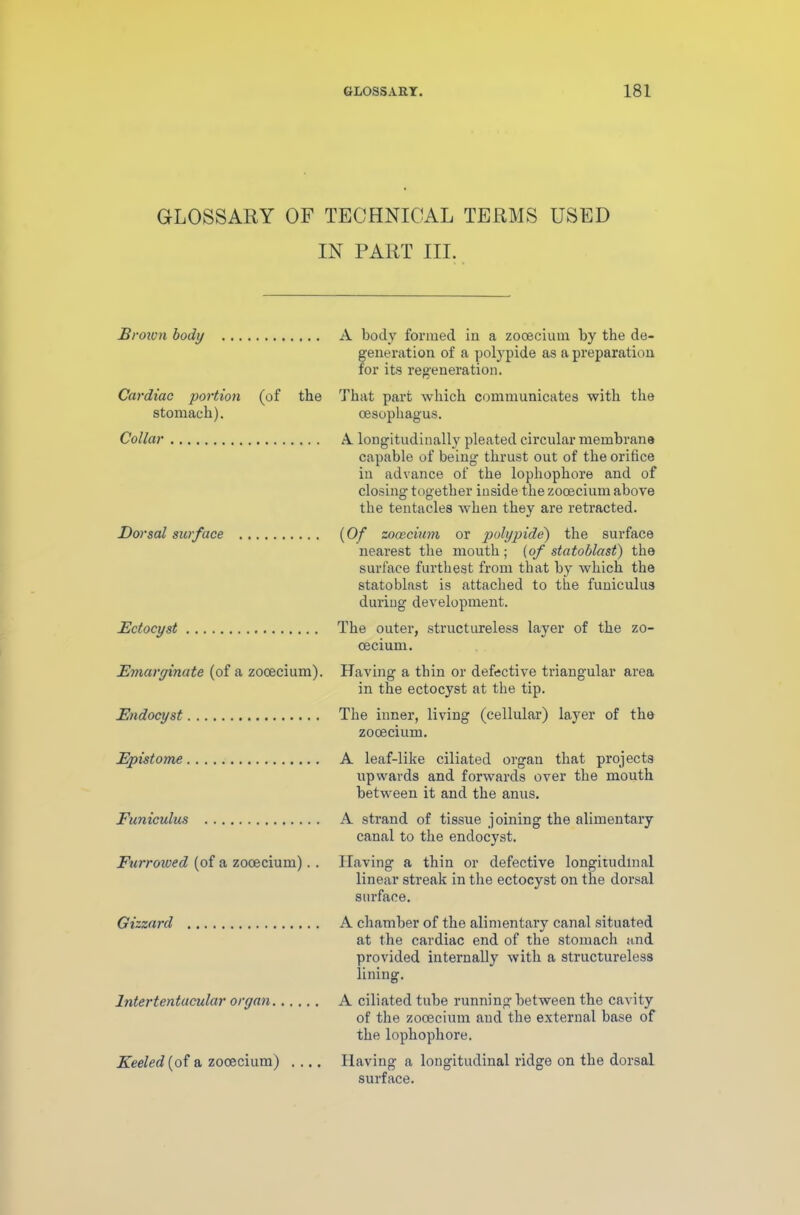 GLOSSARY. 181
GLOSSARY OF TECHNICAL TERMS USED
IN PART III.
Brown body ............ A body formed in a zoœcium by the de-
generation of a polypide as a preparation
for its regeneration.
Cardiac portion (of the That part which communicates with the
stomach). œsophagus.
Collar .................. A longitudinally pleated circular membrane
capable of being thrust out of the orifice
in advance of the lophophore and of
closing together inside the zoœcium above
the tentacles when they are retracted.
Dorsal surface .......... (Of zoœcium or polypide) the surface
nearest the mouth; (of statoblast) the
surface furthest from that by which the
statoblast is attached to the funiculus
during development.
Ectocyst ................ The outer, structureless layer of the zo-
œcium.
Emarginate (of a zoœcium). Having a thin or defective triangular area
in the ectocyst at the tip.
Endocyst ................ The inner, living (cellular) layer of the
zoœcium.
Epistome ................ A leaf-like ciliated organ that projects
upwards and forwards over the mouth
between it and the anus.
Funiculus .............. A strand of tissue joining the alimentary
canal to the endocyst.
Furrowed (of a zoœcium) .. Having a thin or defective longitudinal
linear streak in the ectocyst on the dorsal
surface.
Gizzard ................ A chamber of the alimentary canal situated
at the cardiac end of the stomach and
provided internally with a structureless
lining.
Intertentacular organ...... A ciliated tube running between the cavity
of the zoœcium and the external base of
the lophophore.
Keeled (of a zoœcium) .... Having a longitudinal ridge on the dorsal
surface.